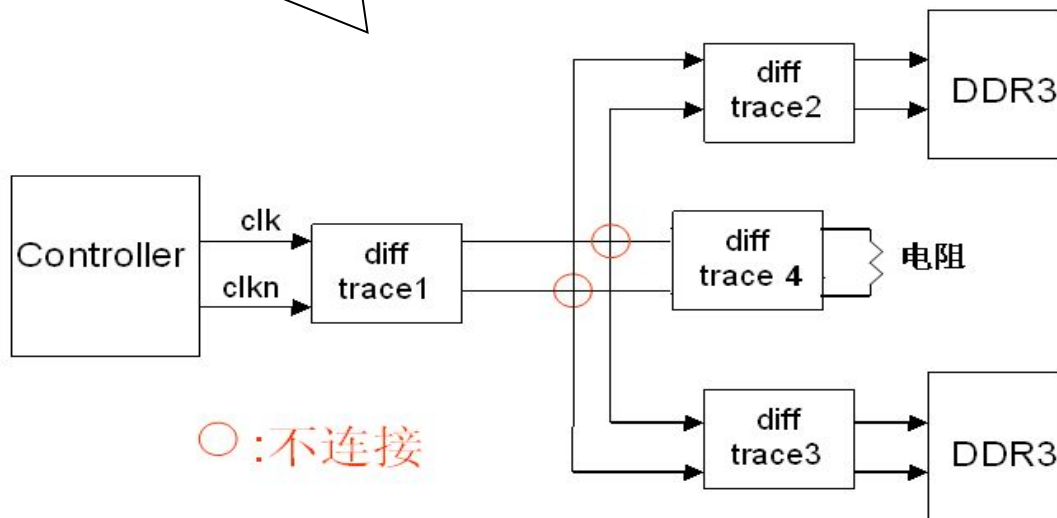 diff
trace2
DDR3
Controller
clk
clkn
diff
trace1
diff
trace 4
电阻
:不连接
diff
trace3
DDR3